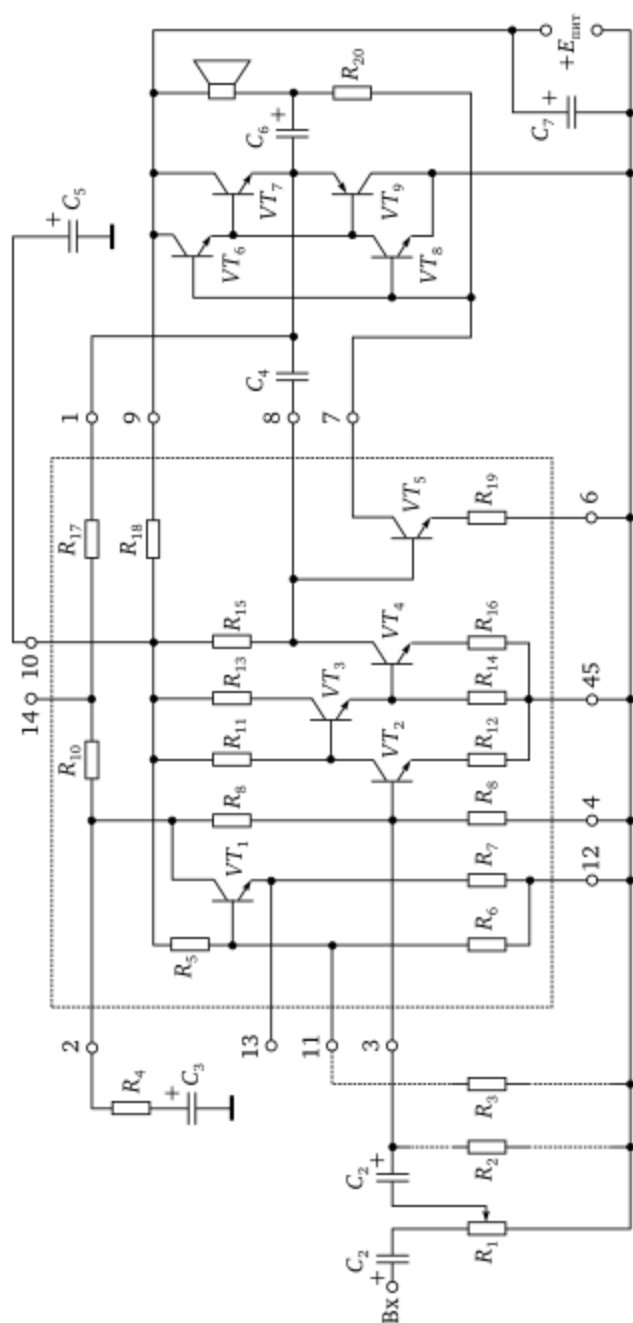 14
10
+
C₅
2
R₁₀
R₁₇
1
R₄
+
C₃
R₅
R₁₈
9
VT₁
R₈
R₁₁
R₁₃
R₁₅
VT₆
VT₇
13
VT₃
8
C₄
C₆
+
R₂₀
11
VT₂
VT₄
7
VT₉
VT₈
3
VT₅
Вх
+
C₂
C₂
+
R₁
R₂
R₃
R₆
R₇
R₈
R₁₂
R₁₄
R₁₆
R₁₉
C₇
+
+Eпит
12
4
45
6